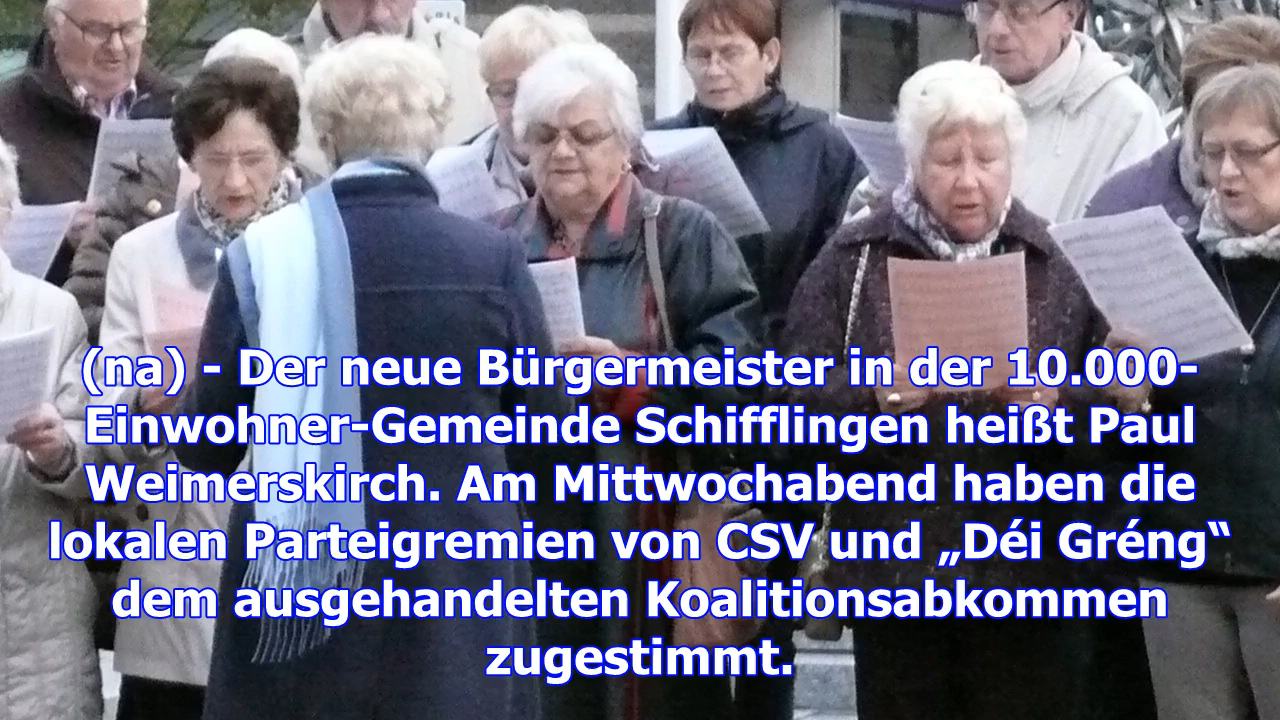 (na) - Der neue Bürgermeister in der 10.000-
Einwohner-Gemeinde Schifflingen heißt Paul
Weimerskirch. Am Mittwochabend haben die
lokalen Parteigremien von CSV und „Déi Gréng“
dem ausgehandelten Koalitionsabkommen
zugestimmt.